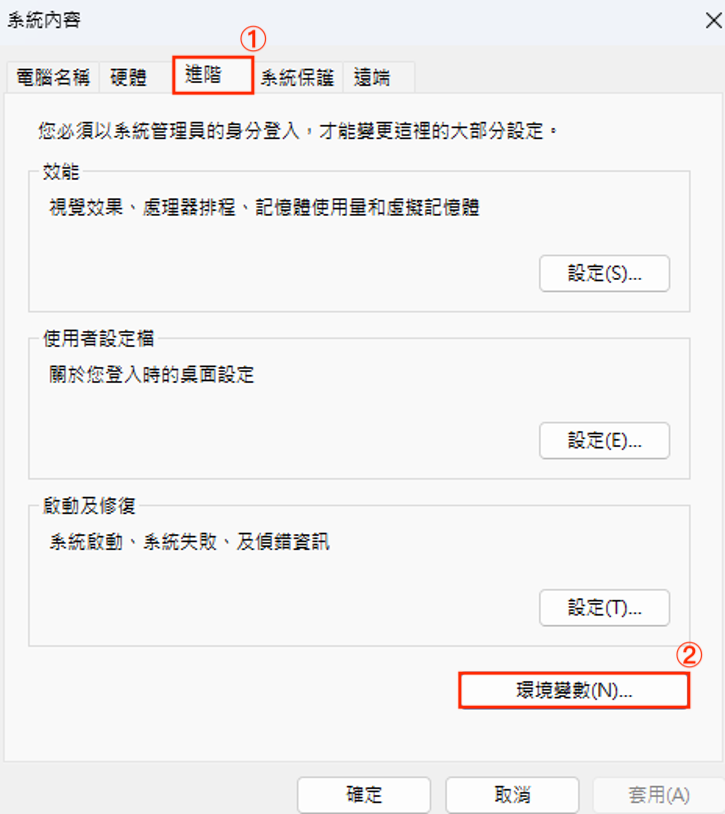 系統內容
①
電腦名稱 硬體 進階 系統保護 遠端
您必須以系統管理員的身分登入，才能變更這裡的大部分設定。
效能
視覺效果、處理器排程、記憶體使用量和虛擬記憶體
設定(S)...
使用者設定檔
關於您登入時的桌面設定
設定(E)...
啟動及修復
系統啟動、系統失敗、及偵錯資訊
設定(T)...
②
環境變數(N)...
確定 取消 套用(A)